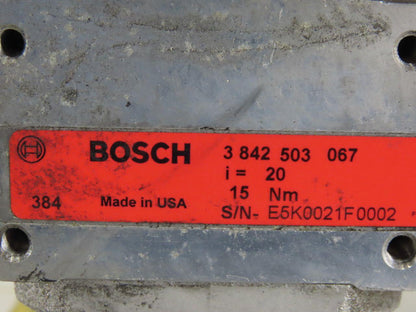 BOSCH 3 842 503 067
i = 20
15 Nm
384 Made in USA S/N- E5K0021F0002